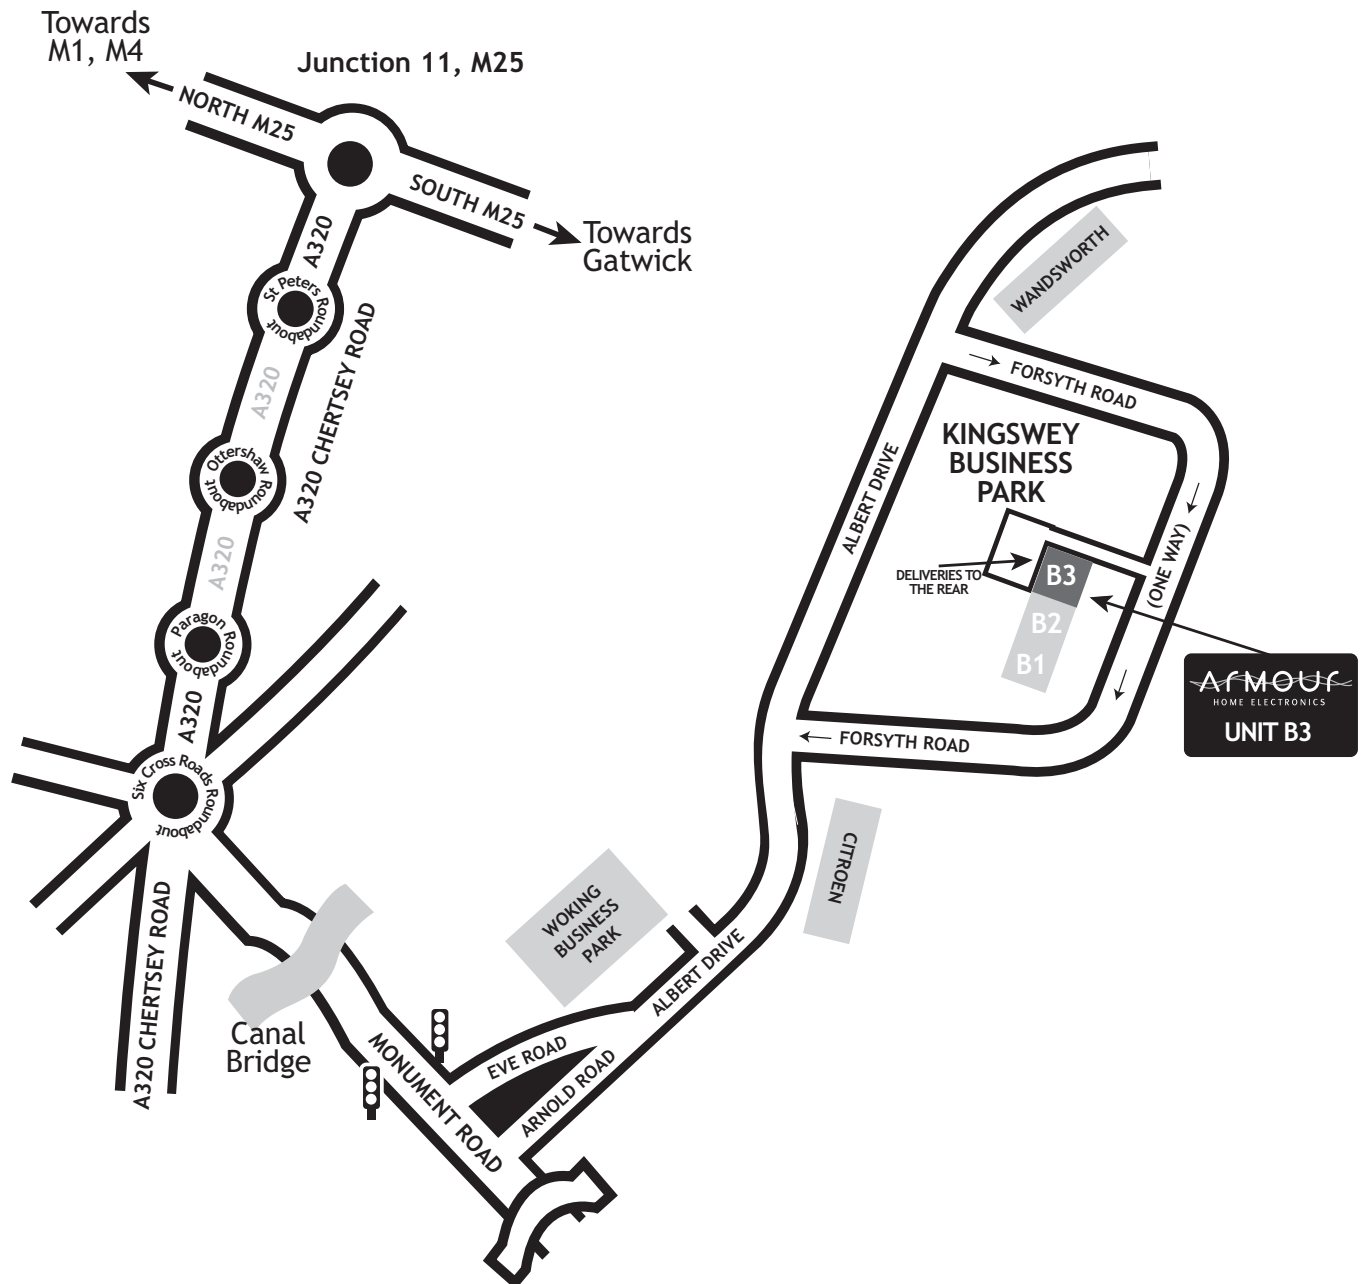 Towards
M1, M4
Junction 11, M25
NORTH M25
SOUTH M25
Towards
Gatwick
A320
St Peters Roundabout
A320
A320 CHERTSEY ROAD
Ottershaw Roundabout
A320
Paragon Roundabout
A320
Six Cross Roads Roundabout
A320 CHERTSEY ROAD
Canal
Bridge
MONUMENT ROAD
EVE ROAD
ARNOLD ROAD
WOKING
BUSINESS
PARK
ALBERT DRIVE
CITROEN
ALBERT DRIVE
WANDSWORTH
FORSYTH ROAD
KINGSWEY
BUSINESS
PARK
DELIVERIES TO
THE REAR
B3
B2
B1
(ONE WAY)
FORSYTH ROAD
ArMOUr
HOME ELECTRONICS
UNIT B3